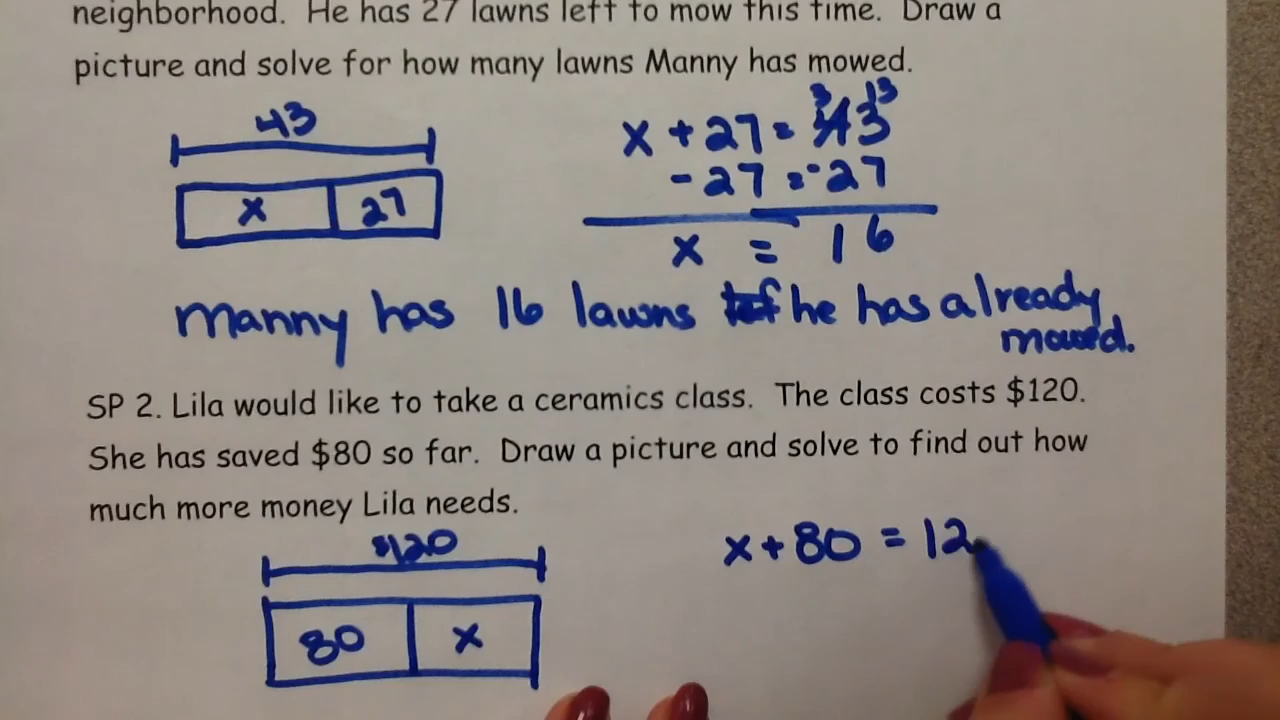 neighborhood. He has 27 lawns left to mow this time. Draw a
picture and solve for how many lawns Manny has mowed.
43
x 27
3 13
x + 27 = 43
- 27 = - 27
x = 16
Manny has 16 lawns he has already
mowed.
SP 2. Lila would like to take a ceramics class. The class costs $120.
She has saved $80 so far. Draw a picture and solve to find out how
much more money Lila needs.
$120
80 x
x + 80 = 12